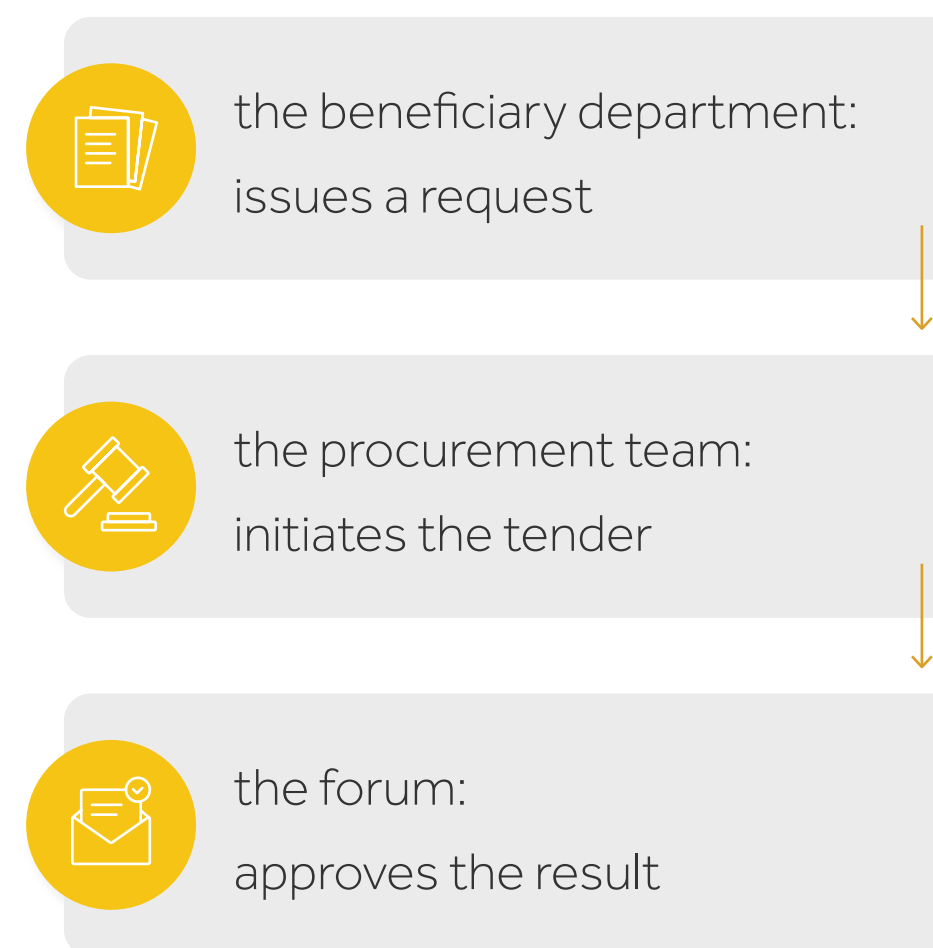 the beneficiary department:
issues a request
the procurement team:
initiates the tender
the forum:
approves the result